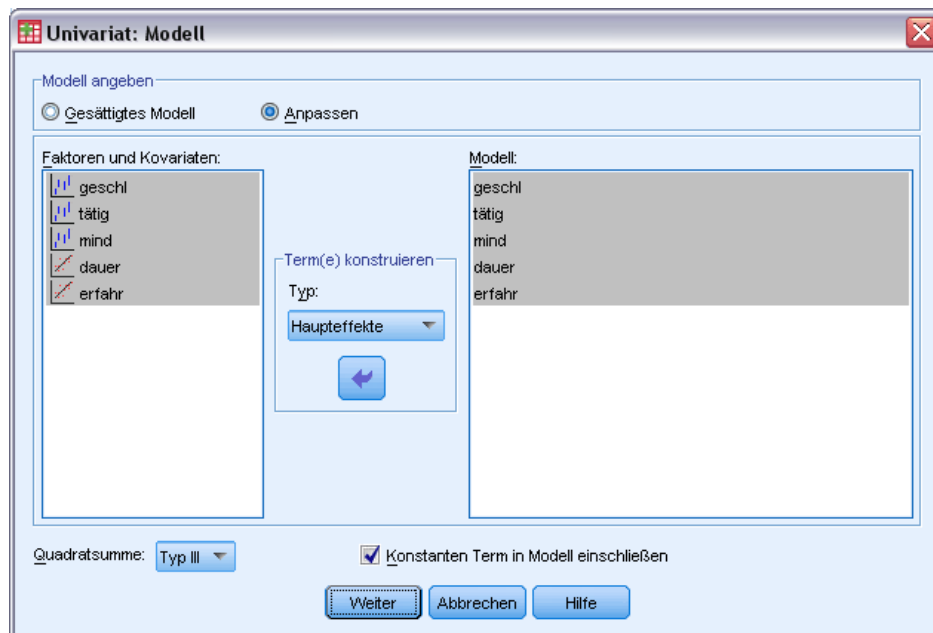 Univariat: Modell
Modell angeben
Gesättigtes Modell
Anpassen
Faktoren und Kovariaten:
geschl
tätig
mind
dauer
erfahr
Term(e) konstruieren
Typ:
Haupteffekte
Modell:
geschl
tätig
mind
dauer
erfahr
Quadratsumme:
Typ III
Konstanten Term in Modell einschließen
Weiter
Abbrechen
Hilfe